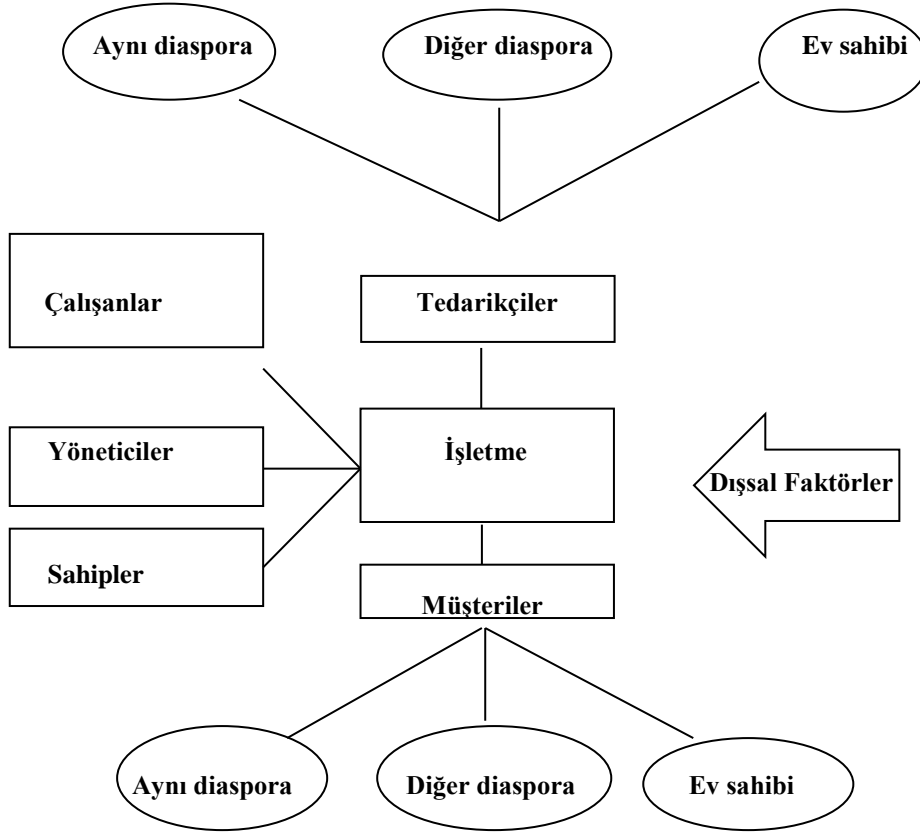 Aynı diaspora
Diğer diaspora
Ev sahibi
Çalışanlar
Tedarikçiler
Yöneticiler
İşletme
Dışsal Faktörler
Sahipler
Müşteriler
Aynı diaspora
Diğer diaspora
Ev sahibi